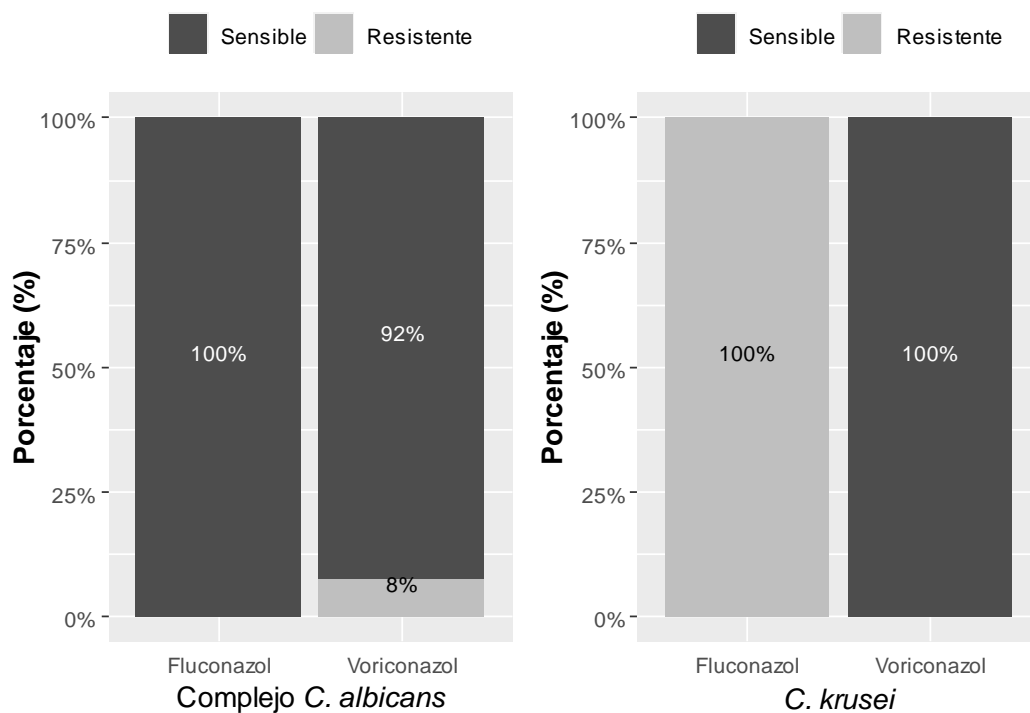 Sensible Resistente
Porcentaje (%)
100%
75%
50%
25%
0%
100%
92%
8%
Fluconazol Voriconazol
Complejo C. albicans
Sensible Resistente
Porcentaje (%)
100%
75%
50%
25%
0%
100%
100%
Fluconazol Voriconazol
C. krusei